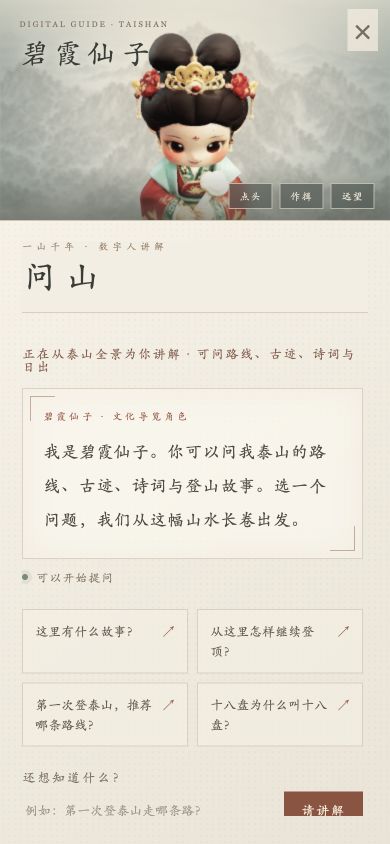 DIGITAL GUIDE · TAISHAN
碧霞仙子
点头
作揖
远望
一山千年 · 数字人讲解
问山
正在从泰山全景为你讲解 · 可问路线、古迹、诗词与
日出
碧霞仙子 · 文化导览角色
我是碧霞仙子。你可以问我泰山的路
线、古迹、诗词与登山故事。选一个
问题，我们从这幅山水长卷出发。
可以开始提问
这里有什么故事？
从这里怎样继续登
顶？
第一次登泰山，推荐
哪条路线？
十八盘为什么叫十八
盘？
还想知道什么？
例如：第一次登泰山走哪条路？
请讲解